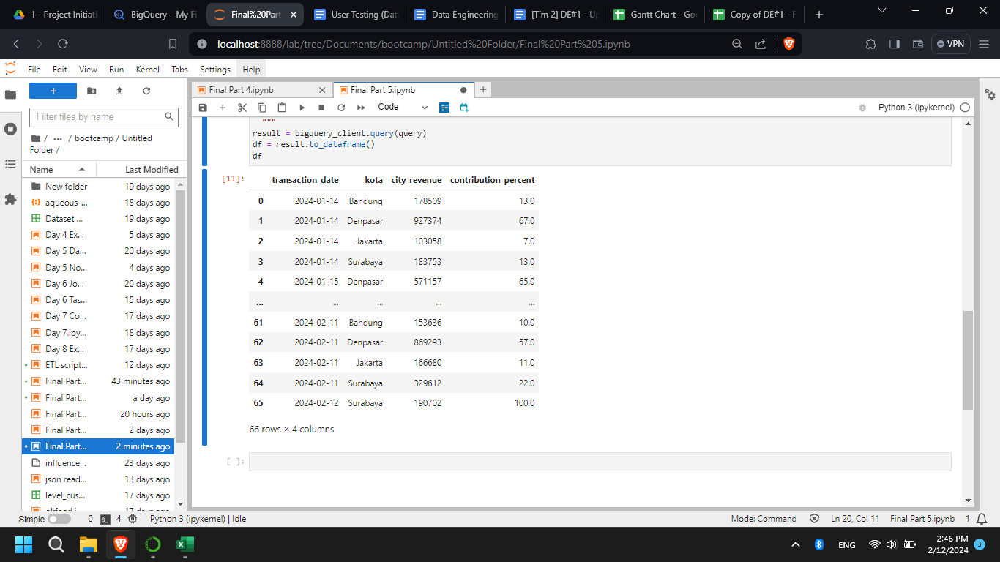 1 - Project Initiati
BigQuery – My Fi
Final%20Part
User Testing (Dat
Data Engineering
[Tim 2] DE#1 - Up
Gantt Chart - Goo
Copy of DE#1 - F
localhost:8888/lab/tree/Documents/bootcamp/Untitled%20Folder/Final%20Part%205.ipynb
VPN
File Edit View Run Kernel Tabs Settings Help
Filter files by name
/ ··· / bootcamp / Untitled
Folder /
Name Last Modified
New folder 19 days ago
aqueous-... 18 days ago
Dataset ... 19 days ago
Day 4 Ex... 5 days ago
Day 5 Da... 20 days ago
Day 5 No... 4 days ago
Day 6 Jo... 20 days ago
Day 6 Tas... 15 days ago
Day 7 Co... 17 days ago
Day 7.ipy... 18 days ago
Day 8 Ex... 17 days ago
ETL script... 12 days ago
Final Part... 43 minutes ago
Final Part... a day ago
Final Part... 20 hours ago
Final Part... 2 days ago
Final Part... 2 minutes ago
influence... 23 days ago
json read... 13 days ago
level_cus... 17 days ago
Final Part 4.ipynb
Final Part 5.ipynb
Code
Python 3 (ipykernel)
"""
result = bigquery_client.query(query)
df = result.to_dataframe()
df
[11]:
transaction_date kota city_revenue contribution_percent
0 2024-01-14 Bandung 178509 13.0
1 2024-01-14 Denpasar 927374 67.0
2 2024-01-14 Jakarta 103058 7.0
3 2024-01-14 Surabaya 183753 13.0
4 2024-01-15 Denpasar 571157 65.0
... ... ... ... ...
61 2024-02-11 Bandung 153636 10.0
62 2024-02-11 Denpasar 869293 57.0
63 2024-02-11 Jakarta 166680 11.0
64 2024-02-11 Surabaya 329612 22.0
65 2024-02-12 Surabaya 190702 100.0
66 rows × 4 columns
[ ]:
Simple 0 4 Python 3 (ipykernel) | Idle
Mode: Command Ln 20, Col 11 Final Part 5.ipynb 1
ENG
2:46 PM
2/12/2024
3